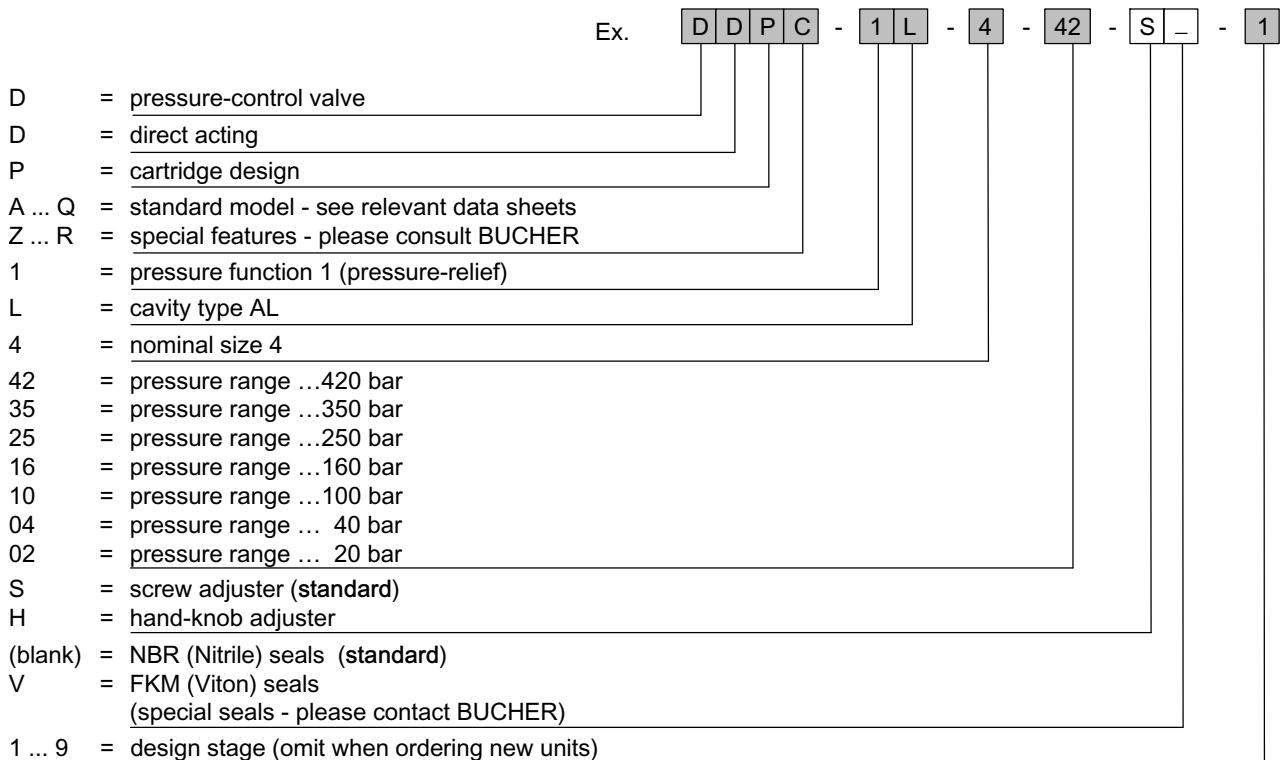 Ex. D D P C - 1 L - 4 - 42 - S _ - 1
D = pressure-control valve
D = direct acting
P = cartridge design
A ... Q = standard model - see relevant data sheets
Z ... R = special features - please consult BUCHER
1 = pressure function 1 (pressure-relief)
L = cavity type AL
4 = nominal size 4
42 = pressure range …420 bar
35 = pressure range …350 bar
25 = pressure range …250 bar
16 = pressure range …160 bar
10 = pressure range …100 bar
04 = pressure range … 40 bar
02 = pressure range … 20 bar
S = screw adjuster (standard)
H = hand-knob adjuster
(blank) = NBR (Nitrile) seals (standard)
V = FKM (Viton) seals
(special seals - please contact BUCHER)
1 ... 9 = design stage (omit when ordering new units)